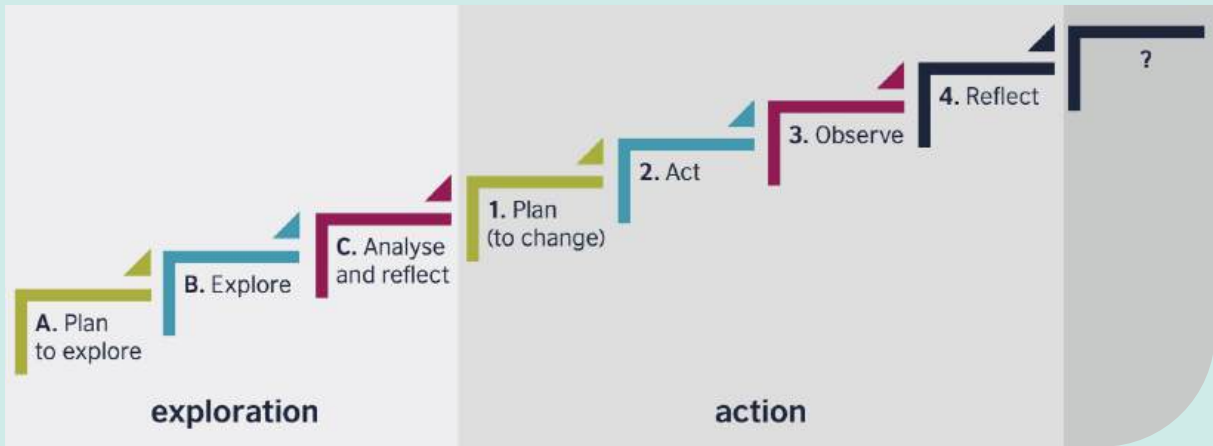 A. Plan
to explore
B. Explore
C. Analyse
and reflect
1. Plan
(to change)
2. Act
3. Observe
4. Reflect
?
exploration
action